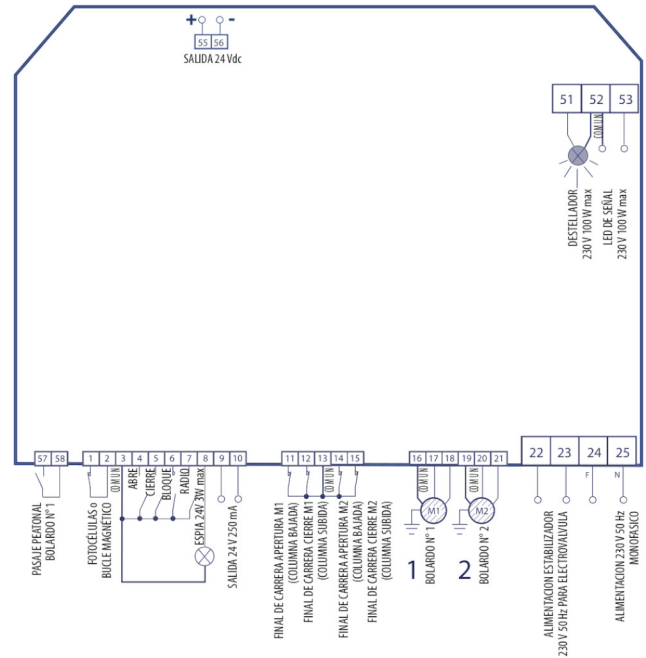 + -
55 56
SALIDA 24 Vdc
51 52 53
COMUN
DESTELLADOR
230 V 100 W max
LED DE SEÑAL
230 V 100 W max
57 58
1 2 3 4 5 6 7 8 9 10
11 12 13 14 15
16 17 18
19 20 21
22 23 24 25
PASAJE PEATONAL
BOLARDO N° 1
FOTOCÉLULAS o
BUCLE MAGNÉTICO
COMUN
ABRE
CIERRE
BLOQUE
RADIO
ESPIA 24V 3W max
SALIDA 24 V 250 mA
FINAL DE CARRERA APERTURA M1
(COLUMNA BAJADA)
FINAL DE CARRERA CIERRE M1
(COLUMNA SUBIDA)
COMUN
FINAL DE CARRERA APERTURA M2
(COLUMNA BAJADA)
FINAL DE CARRERA CIERRE M2
(COLUMNA SUBIDA)
COMUN
M1
1
BOLARDO N° 1
COMUN
M2
2
BOLARDO N° 2
ALIMENTACION ESTABILIZADOR
230 V 50 Hz PARA ELECTROVALVULA
F
N
ALIMENTACION 230 V 50 Hz
MONOFASICO